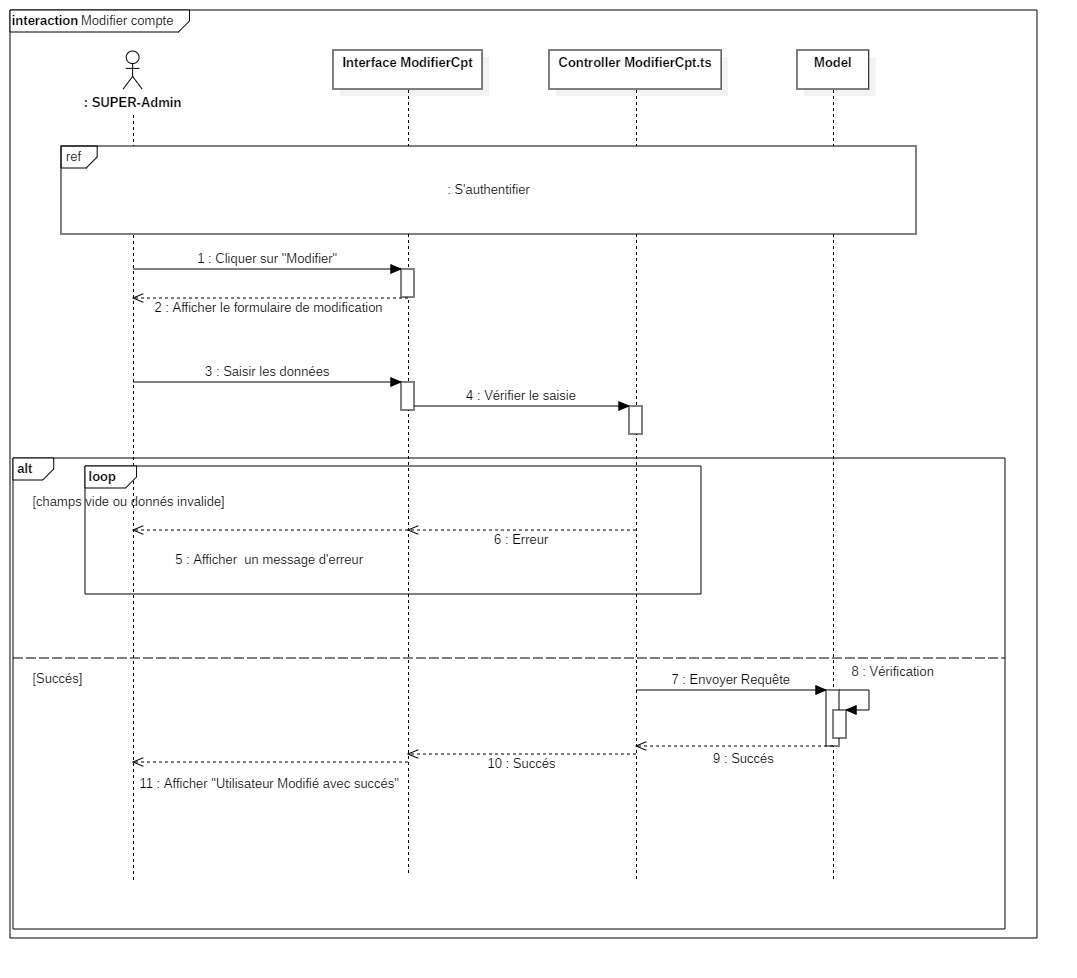 interaction Modifier compte
Interface ModifierCpt
Controller ModifierCpt.ts
Model
: SUPER-Admin
ref
: S'authentifier
1 : Cliquer sur "Modifier"
2 : Afficher le formulaire de modification
3 : Saisir les données
4 : Vérifier le saisie
alt
loop
[champs vide ou donnés invalide]
6 : Erreur
5 : Afficher  un message d'erreur
[Succés]
8 : Vérification
7 : Envoyer Requête
9 : Succés
10 : Succés
11 : Afficher "Utilisateur Modifié avec succés"